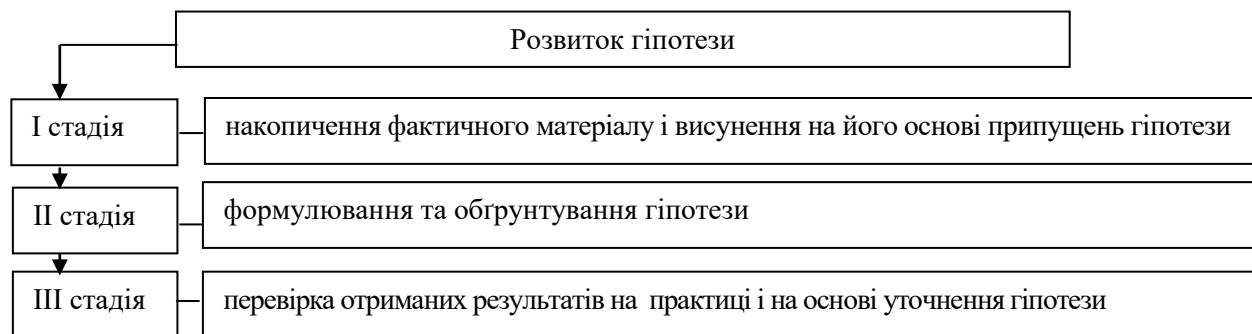 Розвиток гіпотези
І стадія
накопичення фактичного матеріалу і висунення на його основі припущень гіпотези
ІІ стадія
формулювання та обґрунтування гіпотези
ІІІ стадія
перевірка отриманих результатів на практиці і на основі уточнення гіпотези